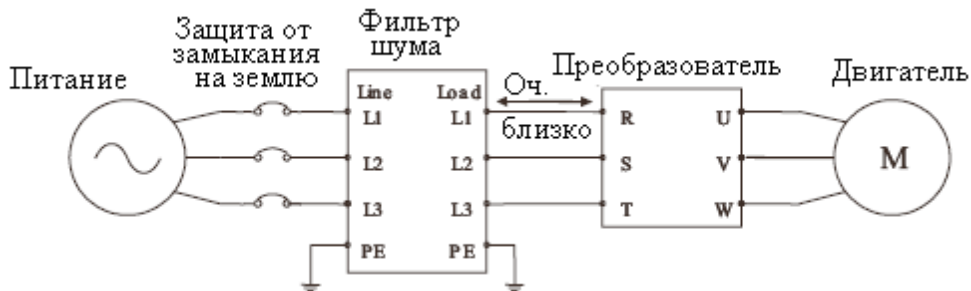 Питание
Защита от
замыкания
на землю
Фильтр
шума
Line Load
L1 L1
L2 L2
L3 L3
PE PE
Оч.
близко
Преобразователь
R U
S V
T W
Двигатель
M